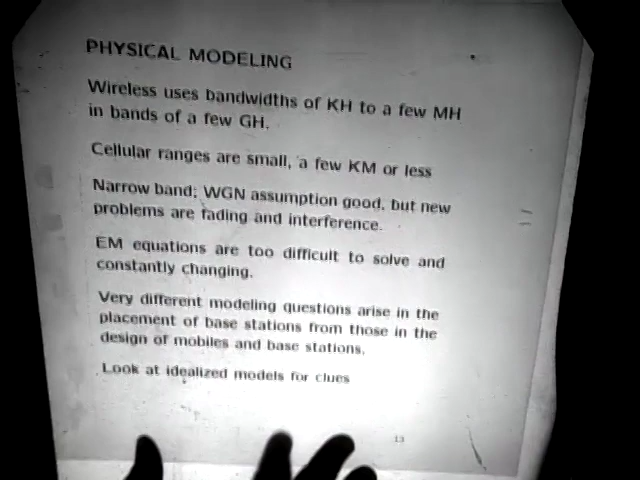 PHYSICAL MODELING
Wireless uses bandwidths of KH to a few MH
in bands of a few GH.
Cellular ranges are small, a few KM or less
Narrow band; WGN assumption good, but new
problems are fading and interference.
EM equations are too difficult to solve and
constantly changing.
Very different modeling questions arise in the
placement of base stations from those in the
design of mobiles and base stations.
Look at idealized models for clues
13